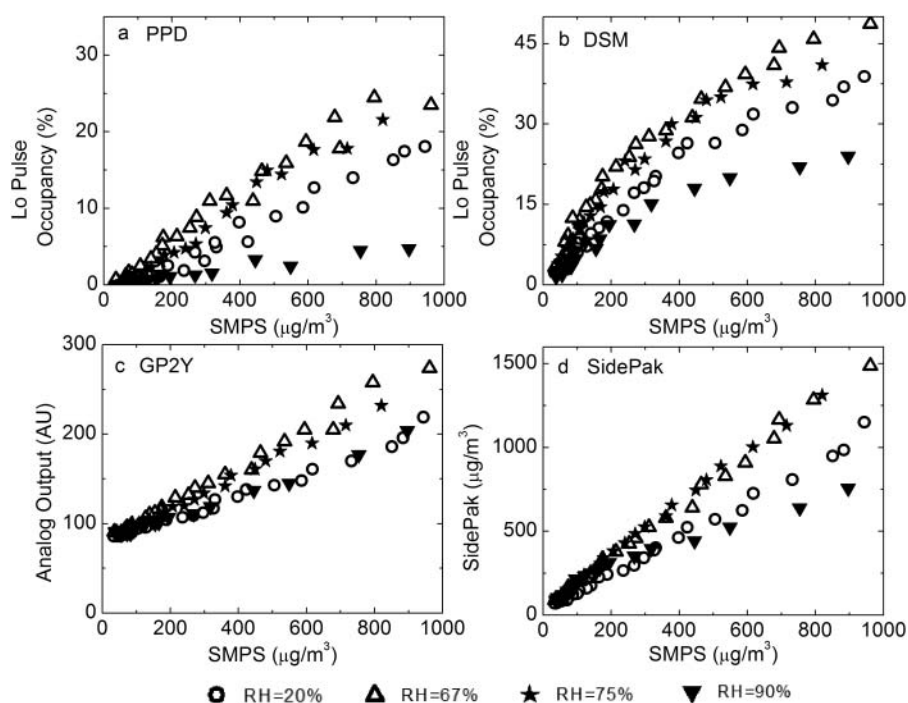 a PPD
30
20
10
0
Lo Pulse
Occupancy (%)
0 200 400 600 800 1000
SMPS (μg/m³)
b DSM
45
30
15
0
Lo Pulse
Occupancy (%)
0 200 400 600 800 1000
SMPS (μg/m³)
c GP2Y
300
200
100
0
Analog Output (AU)
0 200 400 600 800 1000
SMPS (μg/m³)
d SidePak
1500
1000
500
0
SidePak (μg/m³)
0 200 400 600 800 1000
SMPS (μg/m³)
RH=20% RH=67% RH=75% RH=90%